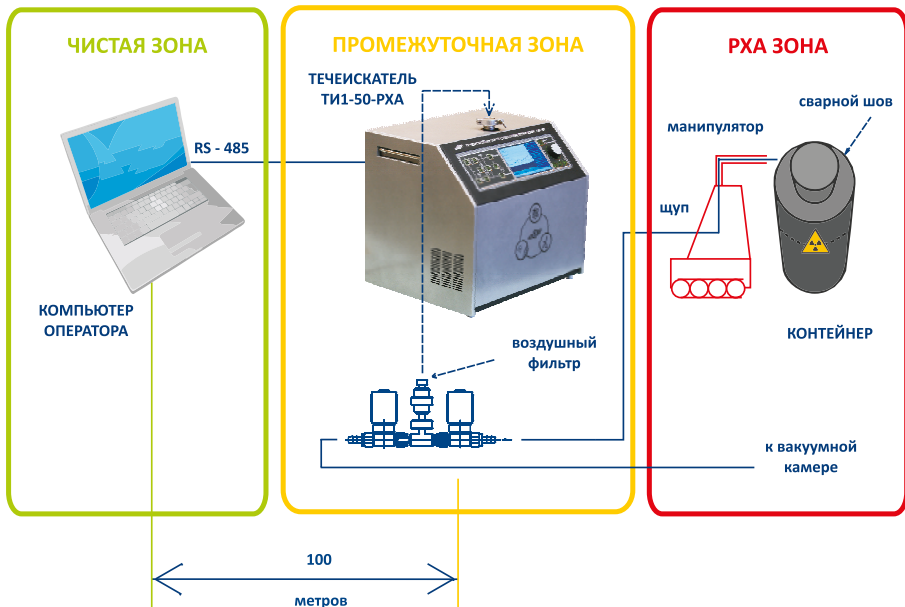 ЧИСТАЯ ЗОНА
ПРОМЕЖУТОЧНАЯ ЗОНА
РХА ЗОНА
ТЕЧЕИСКАТЕЛЬ
ТИ1-50-РХА
RS - 485
сварной шов
манипулятор
щуп
КОМПЬЮТЕР
ОПЕРАТОРА
воздушный
фильтр
КОНТЕЙНЕР
к вакуумной
камере
100
метров